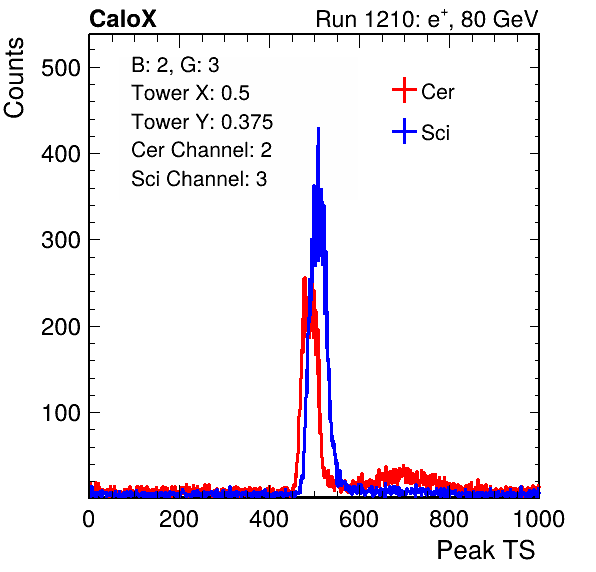 CaloX Run 1210: e+, 80 GeV
Counts
500
400
300
200
100
B: 2, G: 3
Tower X: 0.5
Tower Y: 0.375
Cer Channel: 2
Sci Channel: 3
Cer
Sci
0 200 400 600 800 1000
Peak TS